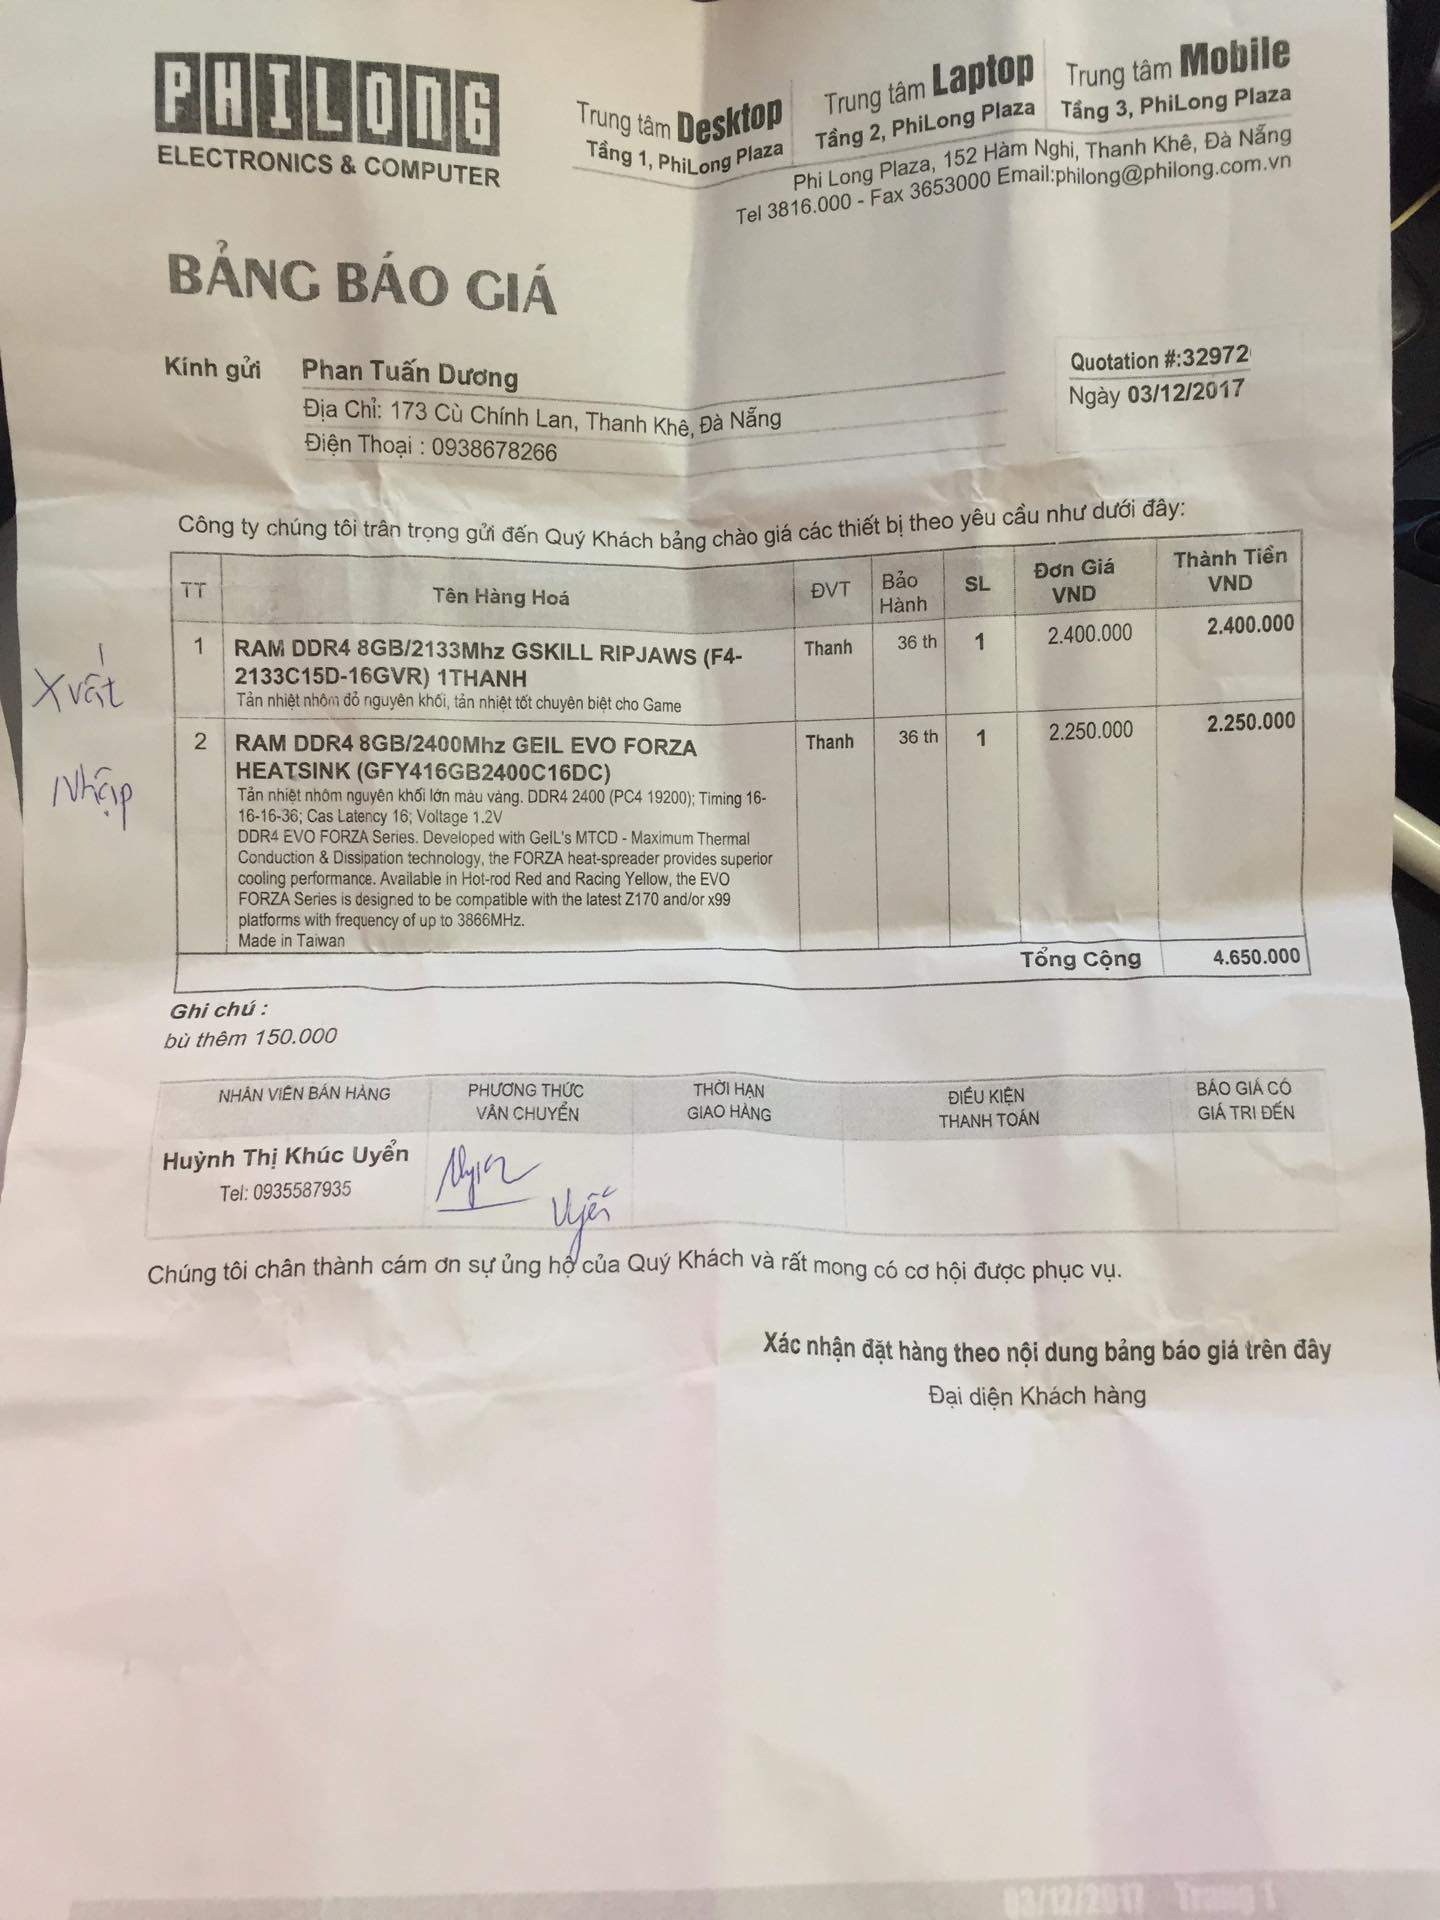 PHILONG
ELECTRONICS & COMPUTER
Trung tâm Desktop
Tầng 1, PhiLong Plaza
Trung tâm Laptop
Tầng 2, PhiLong Plaza
Trung tâm Mobile
Tầng 3, PhiLong Plaza
Phi Long Plaza, 152 Hàm Nghi, Thanh Khê, Đà Nẵng
Tel 3816.000 - Fax 3653000 Email:philong@philong.com.vn
BẢNG BÁO GIÁ
Kính gửi Phan Tuấn Dương
Địa Chỉ: 173 Cù Chính Lan, Thanh Khê, Đà Nẵng
Điện Thoại : 0938678266
Quotation #:32972
Ngày 03/12/2017
Công ty chúng tôi trân trọng gửi đến Quý Khách bảng chào giá các thiết bị theo yêu cầu như dưới đây:
TT Tên Hàng Hoá ĐVT Bảo Hành SL Đơn Giá VND Thành Tiền VND
Xuất
1 RAM DDR4 8GB/2133Mhz GSKILL RIPJAWS (F4- Thanh 36 th 1 2.400.000 2.400.000
2133C15D-16GVR) 1THANH
Tản nhiệt nhôm đỏ nguyên khối, tản nhiệt tốt chuyên biệt cho Game
Nhập
2 RAM DDR4 8GB/2400Mhz GEIL EVO FORZA Thanh 36 th 1 2.250.000 2.250.000
HEATSINK (GFY416GB2400C16DC)
Tản nhiệt nhôm nguyên khối lớn màu vàng. DDR4 2400 (PC4 19200); Timing 16-
16-16-36; Cas Latency 16; Voltage 1.2V
DDR4 EVO FORZA Series. Developed with GeIL's MTCD - Maximum Thermal
Conduction & Dissipation technology, the FORZA heat-spreader provides superior
cooling performance. Available in Hot-rod Red and Racing Yellow, the EVO
FORZA Series is designed to be compatible with the latest Z170 and/or x99
platforms with frequency of up to 3866MHz.
Made in Taiwan
Tổng Cộng 4.650.000
Ghi chú :
bù thêm 150.000
NHÂN VIÊN BÁN HÀNG PHƯƠNG THỨC VẬN CHUYỂN THỜI HẠN GIAO HÀNG ĐIỀU KIỆN THANH TOÁN BÁO GIÁ CÓ GIÁ TRỊ ĐẾN
Huỳnh Thị Khúc Uyển
Tel: 0935587935
Uyển
Chúng tôi chân thành cám ơn sự ủng hộ của Quý Khách và rất mong có cơ hội được phục vụ.
Xác nhận đặt hàng theo nội dung bảng báo giá trên đây
Đại diện Khách hàng
03/12/2017 Trang 1